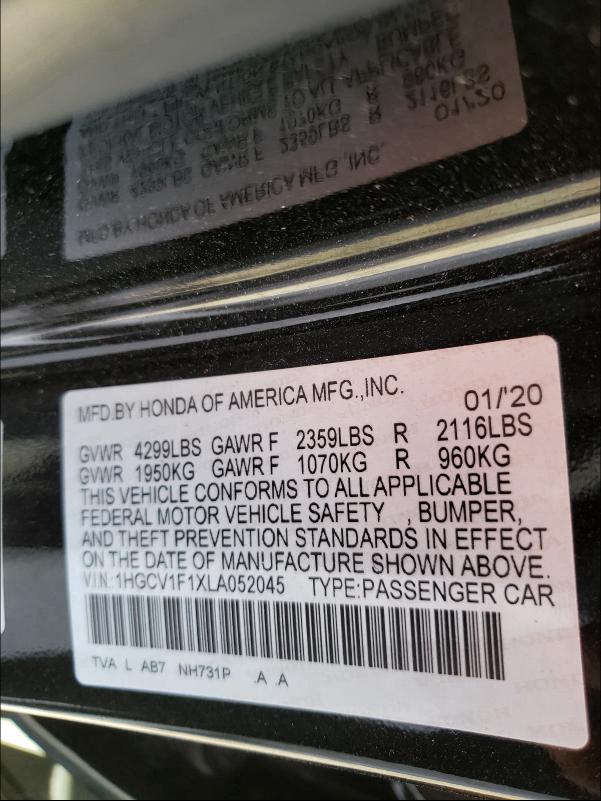 MFD.BY HONDA OF AMERICA MFG.,INC. 01/'20
GVWR 4299LBS GAWR F 2359LBS R 2116LBS
GVWR 1950KG GAWR F 1070KG R 960KG
THIS VEHICLE CONFORMS TO ALL APPLICABLE
FEDERAL MOTOR VEHICLE SAFETY , BUMPER,
AND THEFT PREVENTION STANDARDS IN EFFECT
ON THE DATE OF MANUFACTURE SHOWN ABOVE.
V.I.N.:1HGCV1F1XLA052045 TYPE:PASSENGER CAR
TVA L AB7 NH731P .A .A